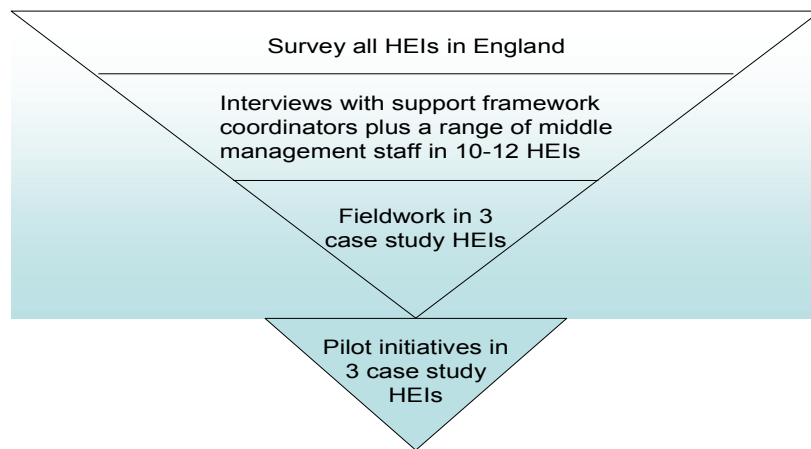 Survey all HEIs in England
Interviews with support framework
coordinators plus a range of middle
management staff in 10-12 HEIs
Fieldwork in 3
case study HEIs
Pilot initiatives in
3 case study
HEIs